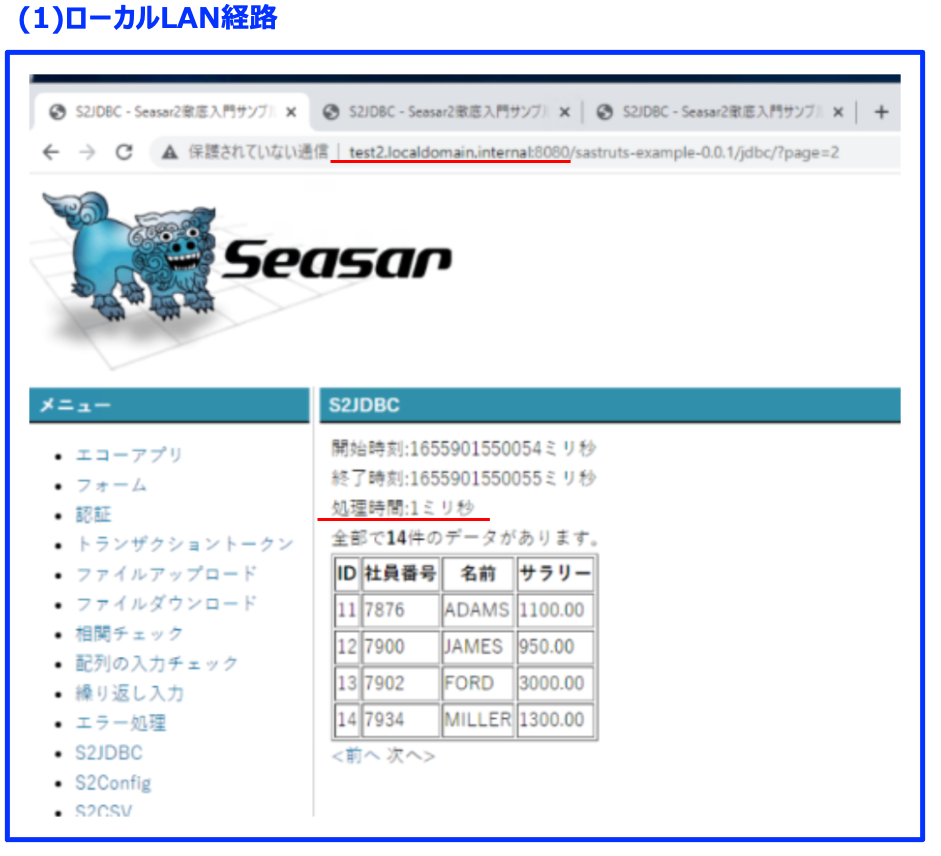 (1)ローカルLAN経路
S2JDBC - Seasar2徹底入門サンプル × S2JDBC - Seasar2徹底入門サンプル × S2JDBC - Seasar2徹底入門サンプ × +
保護されていない通信 | test2.localdomain.internal:8080/sastruts-example-0.0.1/jdbc/?page=2
Seasar
メニュー
エコーアプリ
フォーム
認証
トランザクショントークン
ファイルアップロード
ファイルダウンロード
相関チェック
配列の入力チェック
繰り返し入力
エラー処理
S2JDBC
S2Config
S2CSV
S2JDBC
開始時刻:1655901550054ミリ秒
終了時刻:1655901550055ミリ秒
処理時間:1ミリ秒
全部で14件のデータがあります。
ID 社員番号 名前 サラリー
11 7876 ADAMS 1100.00
12 7900 JAMES 950.00
13 7902 FORD 3000.00
14 7934 MILLER 1300.00
<前へ 次へ>